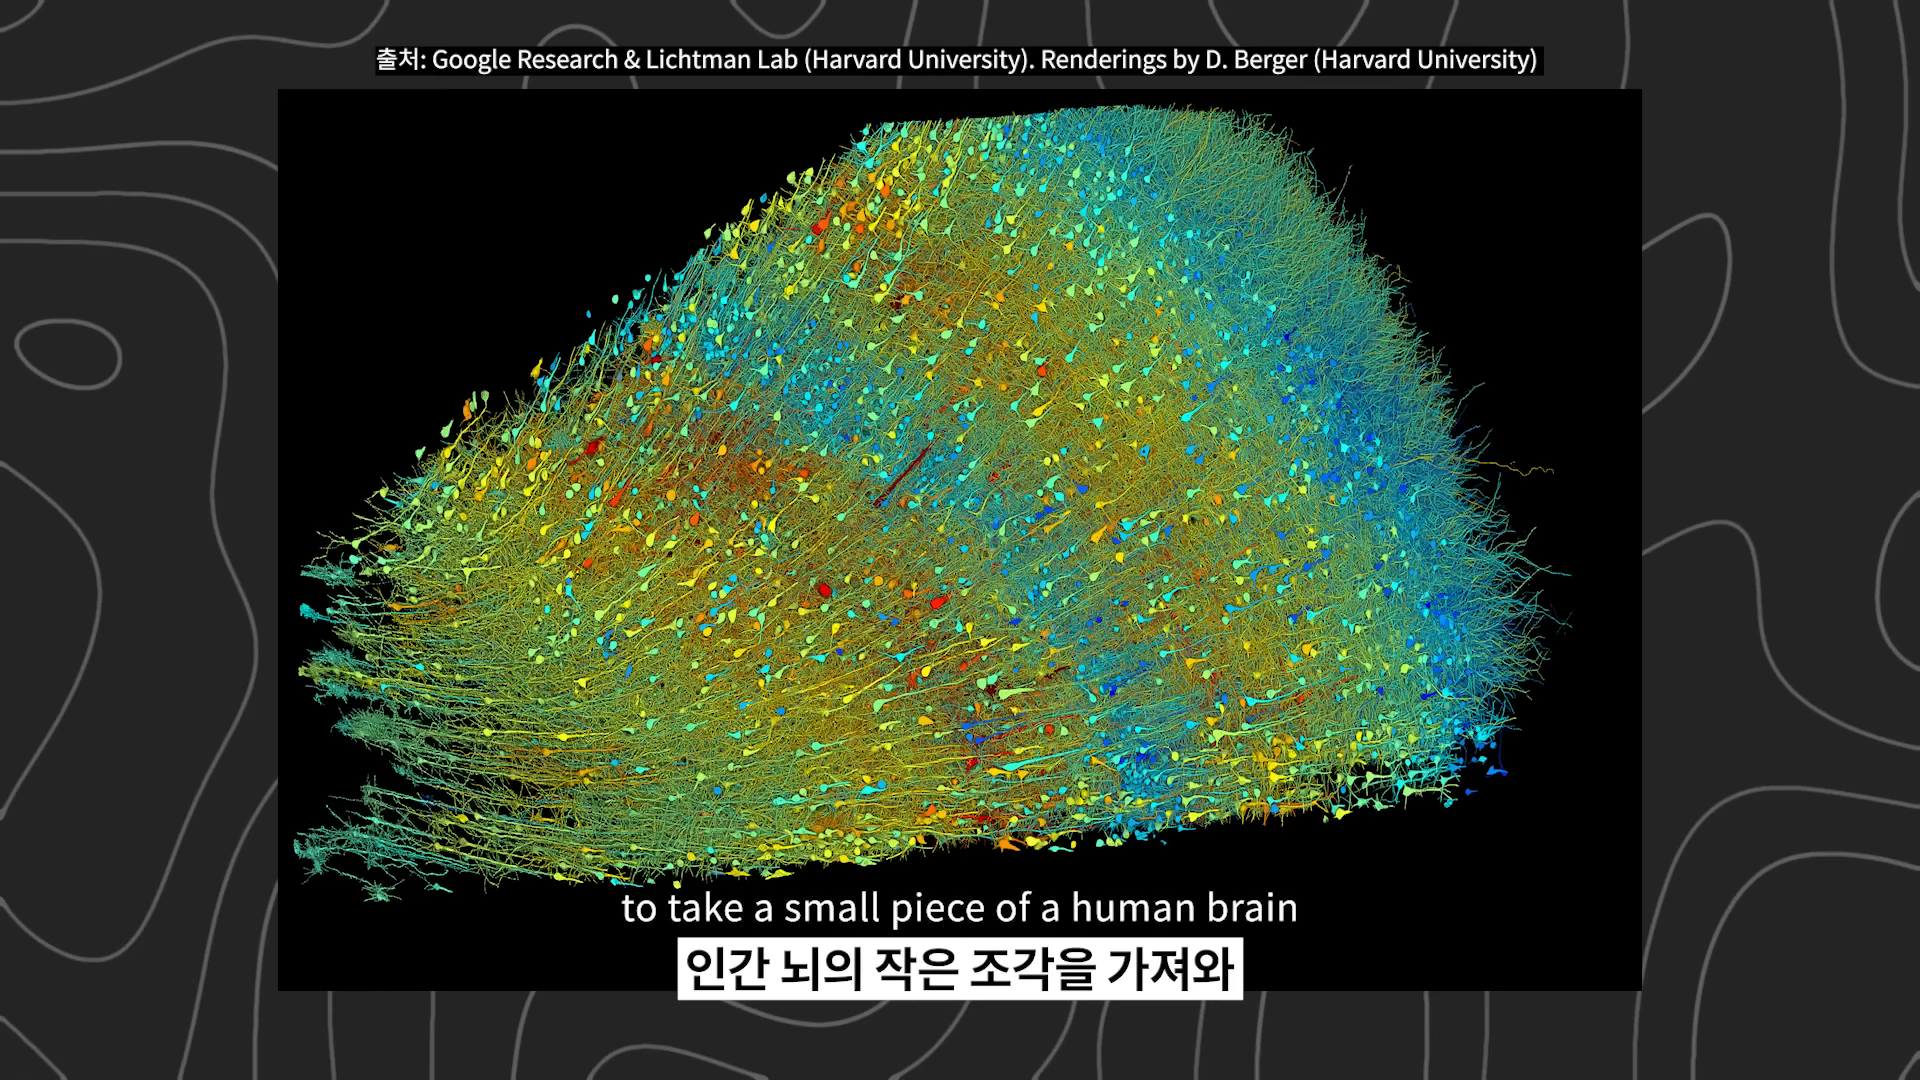 출처: Google Research & Lichtman Lab (Harvard University). Renderings by D. Berger (Harvard University)
to take a small piece of a human brain
인간 뇌의 작은 조각을 가져와